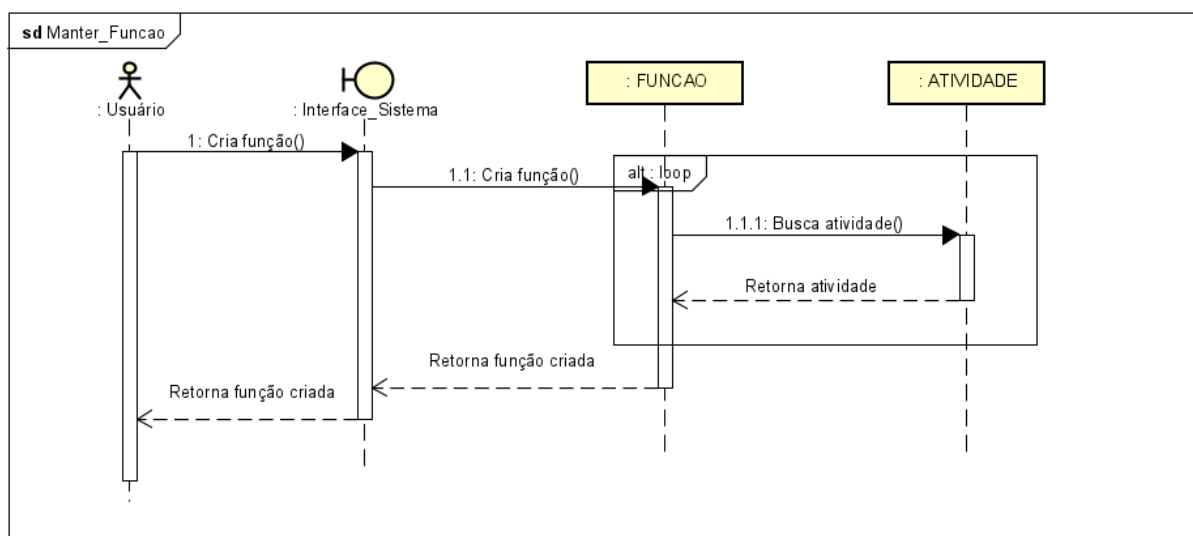 sd Manter_Funcao
: Usuário
: Interface_Sistema
: FUNCAO
: ATIVIDADE
1: Cria função()
1.1: Cria função()
alt : loop
1.1.1: Busca atividade()
Retorna atividade
Retorna função criada
Retorna função criada